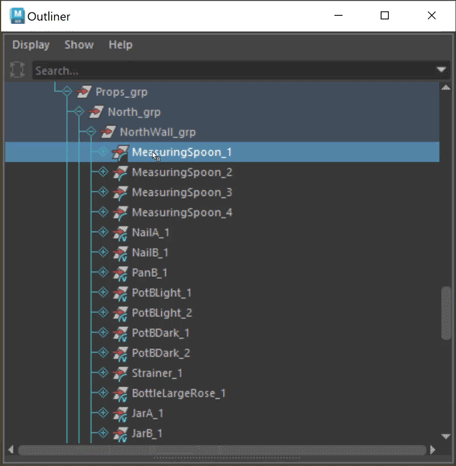 Outliner
Display Show Help
Search...
Props_grp
North_grp
NorthWall_grp
MeasuringSpoon_1
MeasuringSpoon_2
MeasuringSpoon_3
MeasuringSpoon_4
NailA_1
NailB_1
PanB_1
PotBLight_1
PotBLight_2
PotBDark_1
PotBDark_2
Strainer_1
BottleLargeRose_1
JarA_1
JarB_1